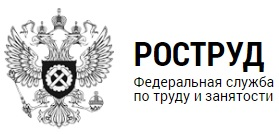 РОСТРУД
Федеральная служба
по труду и занятости